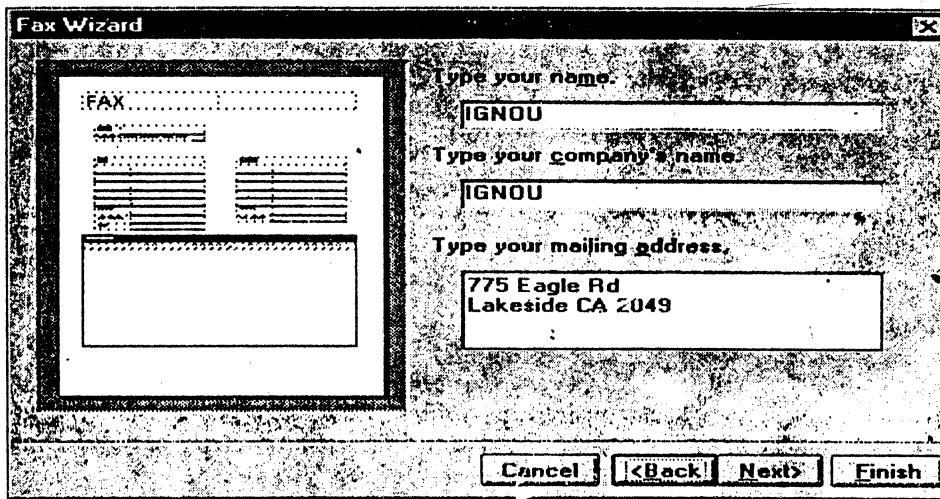 Fax Wizard
FAX
Type your name.
IGNOU
Type your company's name.
IGNOU
Type your mailing address.
775 Eagle Rd
Lakeside CA 2049
Cancel
<Back
Next>
Finish